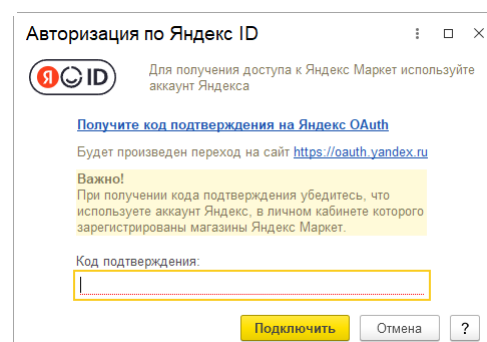 Авторизация по Яндекс ID
Я ID
Для получения доступа к Яндекс Маркет используйте
аккаунт Яндекса
Получите код подтверждения на Яндекс OAuth
Будет произведен переход на сайт https://oauth.yandex.ru
Важно!
При получении кода подтверждения убедитесь, что
используете аккаунт Яндекс, в личном кабинете которого
зарегистрированы магазины Яндекс Маркет.
Код подтверждения:
Подключить Отмена ?